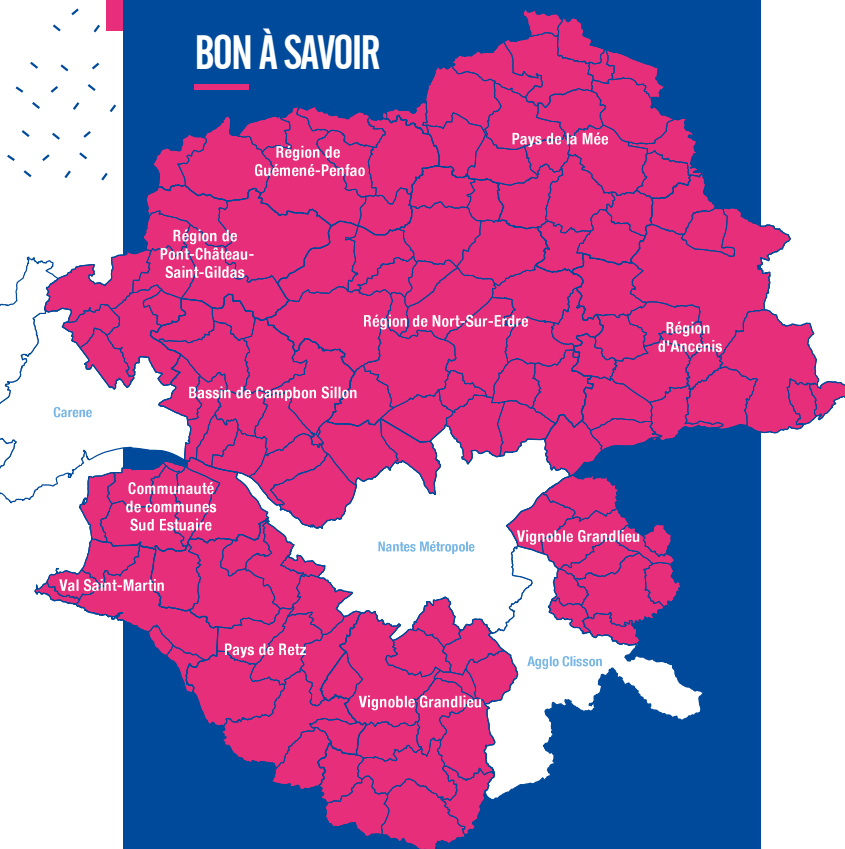 BON À SAVOIR
Pays de la Mée
Région de
Guémené-Penfao
Région de
Pont-Château-
Saint-Gildas
Région de Nort-Sur-Erdre
Région
d'Ancenis
Bassin de Campbon Sillon
Carene
Communauté
de communes
Sud Estuaire
Nantes Métropole
Vignoble Grandlieu
Val Saint-Martin
Pays de Retz
Agglo Clisson
Vignoble Grandlieu